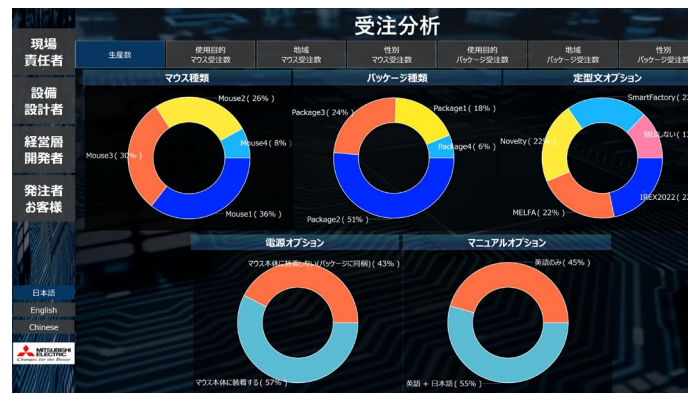 受注分析
現場
責任者
設備
設計者
経営層
開発者
発注者
お客様
日本語
English
Chinese
MITSUBISHI
ELECTRIC
Changes for the Better
生産数
使用目的
マウス受注数
地域
マウス受注数
性別
マウス受注数
使用目的
パッケージ受注数
地域
パッケージ受注数
性別
パッケージ受注数
マウス種類
Mouse2 ( 26% )
Mouse4 ( 8% )
Mouse3 ( 30% )
Mouse1 ( 36% )
パッケージ種類
Package3 ( 24% )
Package1 ( 18% )
Package4 ( 6% )
Package2 ( 51% )
定型文オプション
SmartFactory ( 2
Novelty ( 22% )
刻印しない ( 1
MELFA ( 22% )
IREX2022 ( 2
電源オプション
マウス本体に装着しない(パッケージに同梱) ( 43% )
マウス本体に装着する ( 57% )
マニュアルオプション
英語のみ ( 45% )
英語 + 日本語 ( 55% )